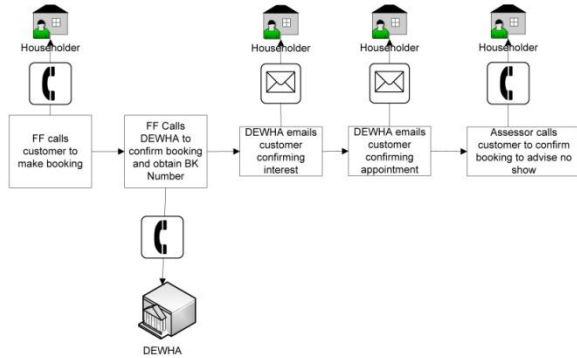 Householder
Householder
Householder
Householder
FF calls
customer to
make booking
FF Calls
DEWHA to
confirm booking
and obtain BK
Number
DEWHA emails
customer
confirming
interest
DEWHA emails
customer
confirming
appointment
Assessor calls
customer to confirm
booking to advise no
show
DEWHA